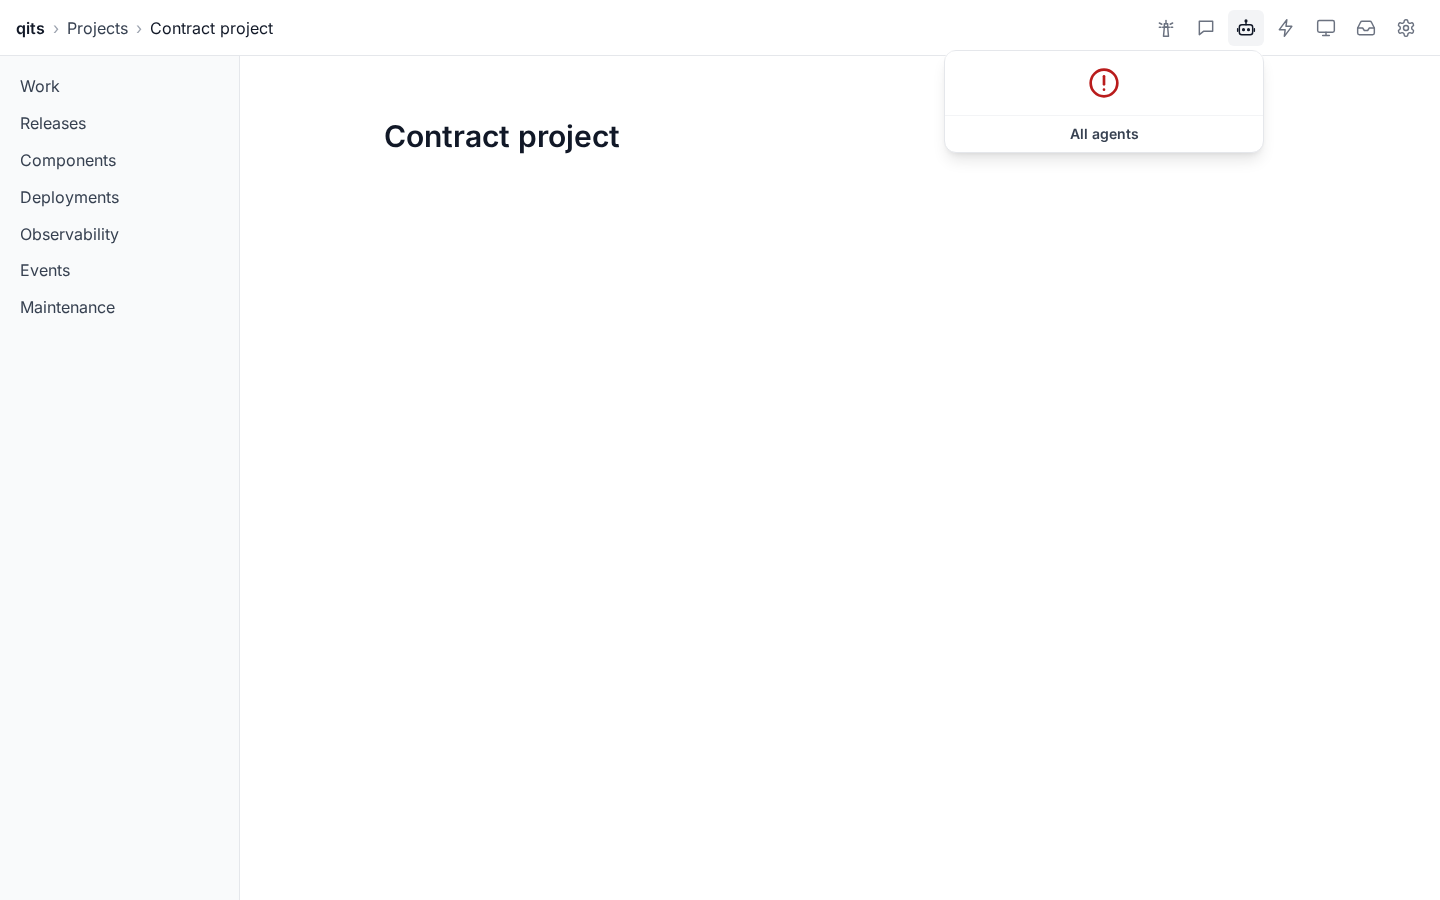 qits › Projects › Contract project
All agents
Work
Releases
Components
Deployments
Observability
Events
Maintenance
Contract project